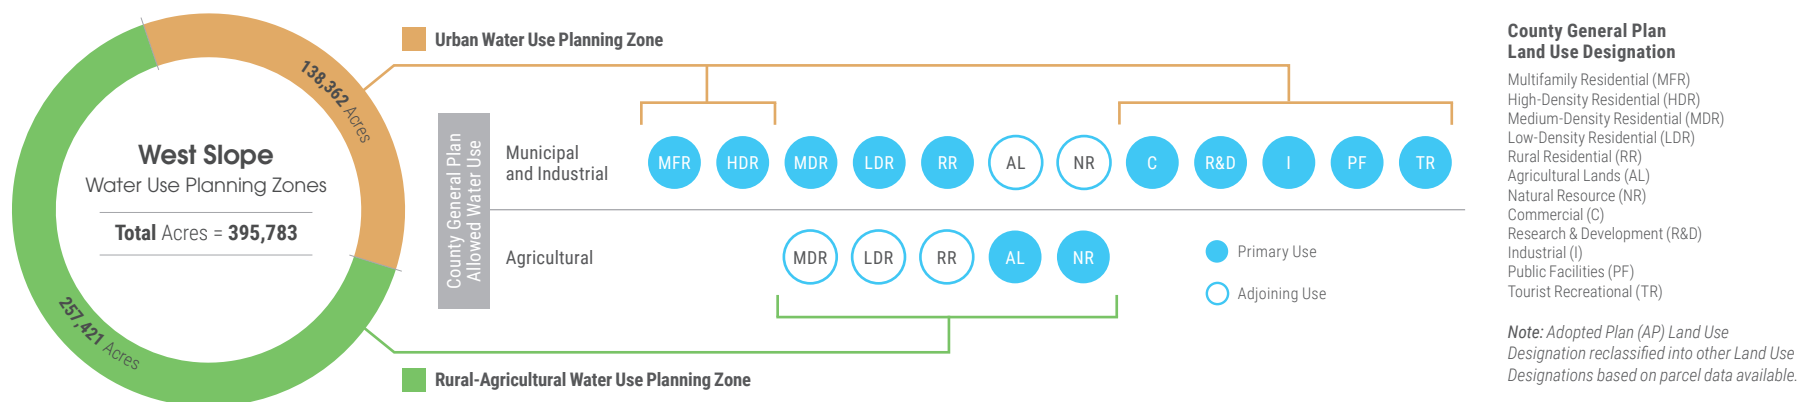 Urban Water Use Planning Zone
138,362 Acres
West Slope
Water Use Planning Zones
Total Acres = 395,783
257,421 Acres
County General Plan
Allowed Water Use
Municipal
and Industrial
MFR HDR MDR LDR RR AL NR C R&D I PF TR
Agricultural
MDR LDR RR AL NR
Primary Use
Adjoining Use
Rural-Agricultural Water Use Planning Zone
County General Plan
Land Use Designation
Multifamily Residential (MFR)
High-Density Residential (HDR)
Medium-Density Residential (MDR)
Low-Density Residential (LDR)
Rural Residential (RR)
Agricultural Lands (AL)
Natural Resource (NR)
Commercial (C)
Research & Development (R&D)
Industrial (I)
Public Facilities (PF)
Tourist Recreational (TR)
Note: Adopted Plan (AP) Land Use
Designation reclassified into other Land Use
Designations based on parcel data available.